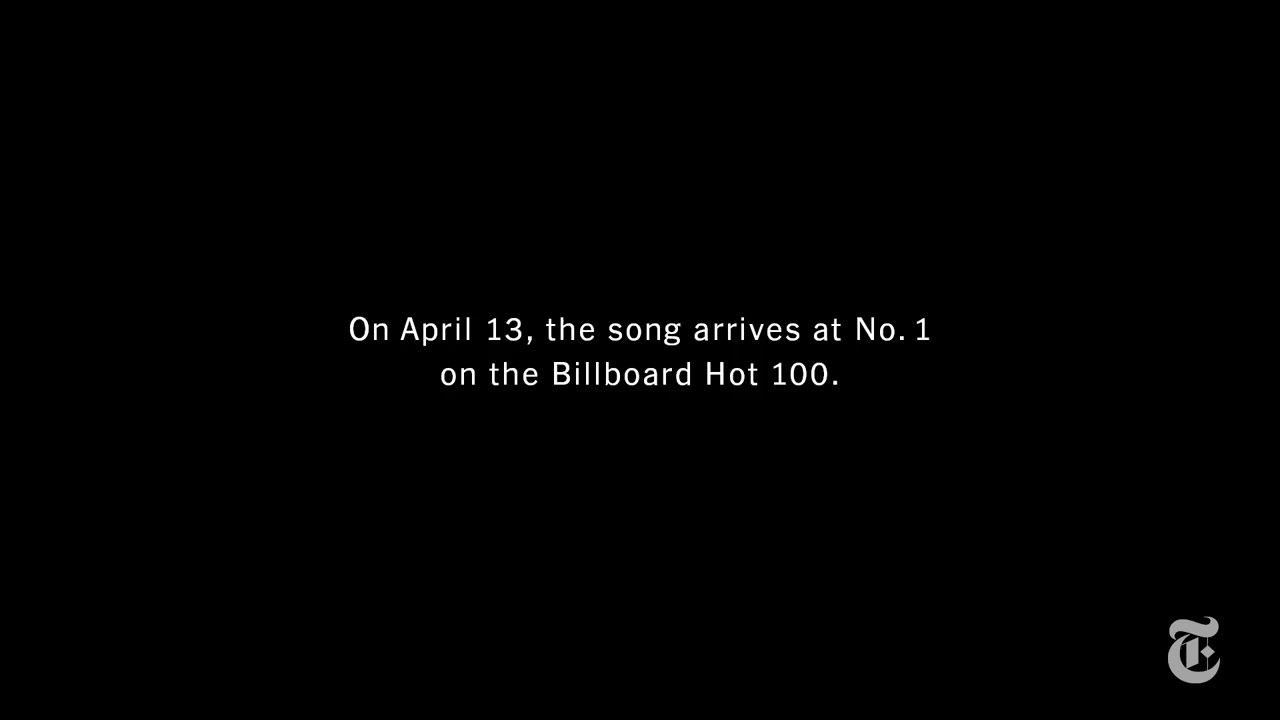 On April 13, the song arrives at No. 1
on the Billboard Hot 100.
T